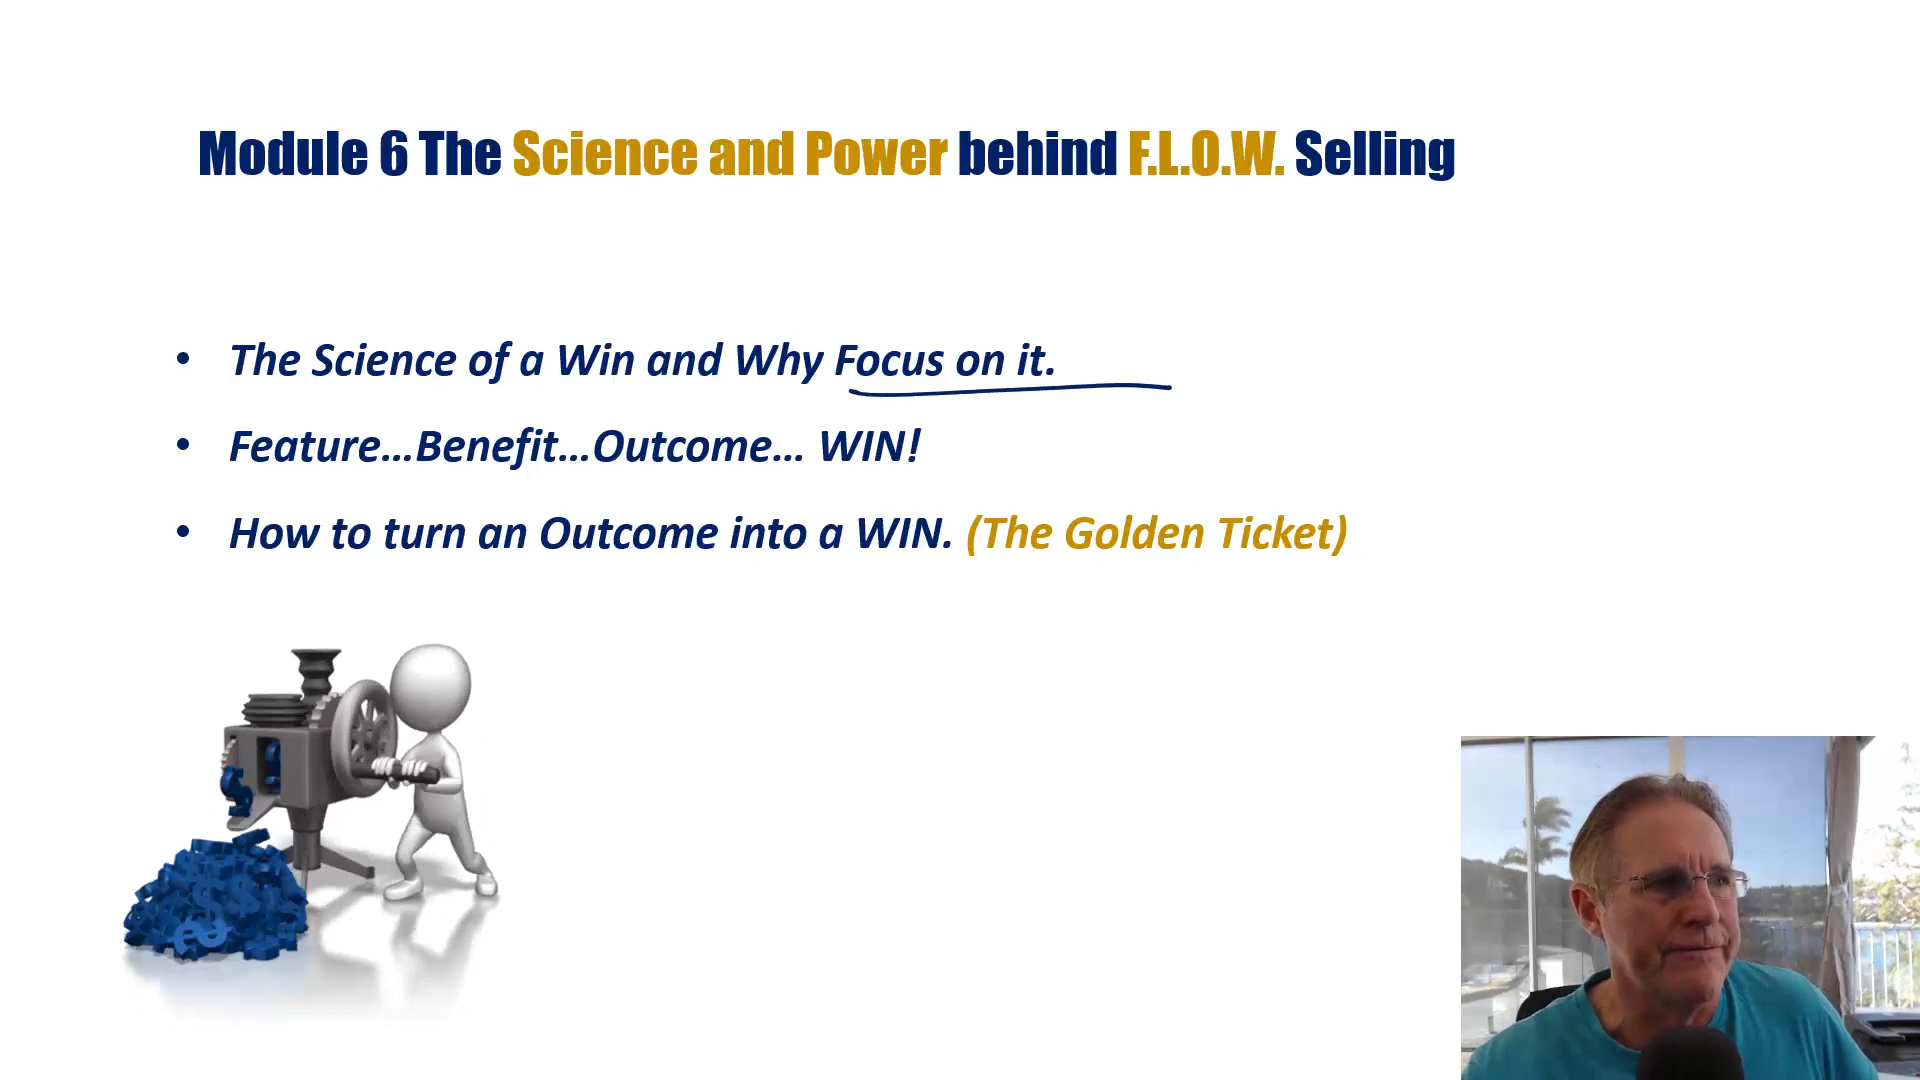 Module 6 The Science and Power behind F.L.O.W. Selling
• The Science of a Win and Why Focus on it.
• Feature...Benefit...Outcome... WIN!
• How to turn an Outcome into a WIN. (The Golden Ticket)